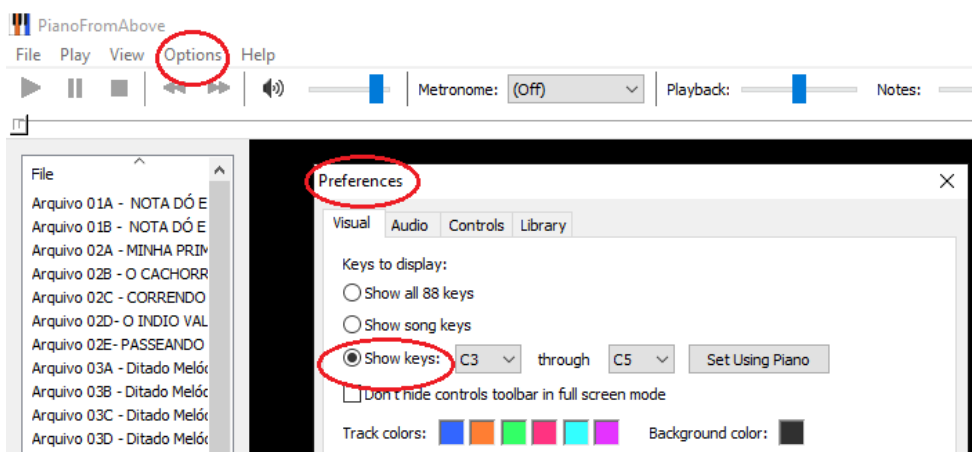 PianoFromAbove
File Play View Options Help
Metronome: (Off) Playback: Notes:
File
Arquivo 01A - NOTA DÓ E
Arquivo 01B - NOTA DÓ E
Arquivo 02A - MINHA PRIM
Arquivo 02B - O CACHORR
Arquivo 02C - CORRENDO
Arquivo 02D- O INDIO VAL
Arquivo 02E- PASSEANDO
Arquivo 03A - Ditado Melóc
Arquivo 03B - Ditado Melóc
Arquivo 03C - Ditado Melóc
Arquivo 03D - Ditado Melóc
Preferences
Visual Audio Controls Library
Keys to display:
Show all 88 keys
Show song keys
Show keys: C3 through C5 Set Using Piano
Don't hide controls toolbar in full screen mode
Track colors: Background color: